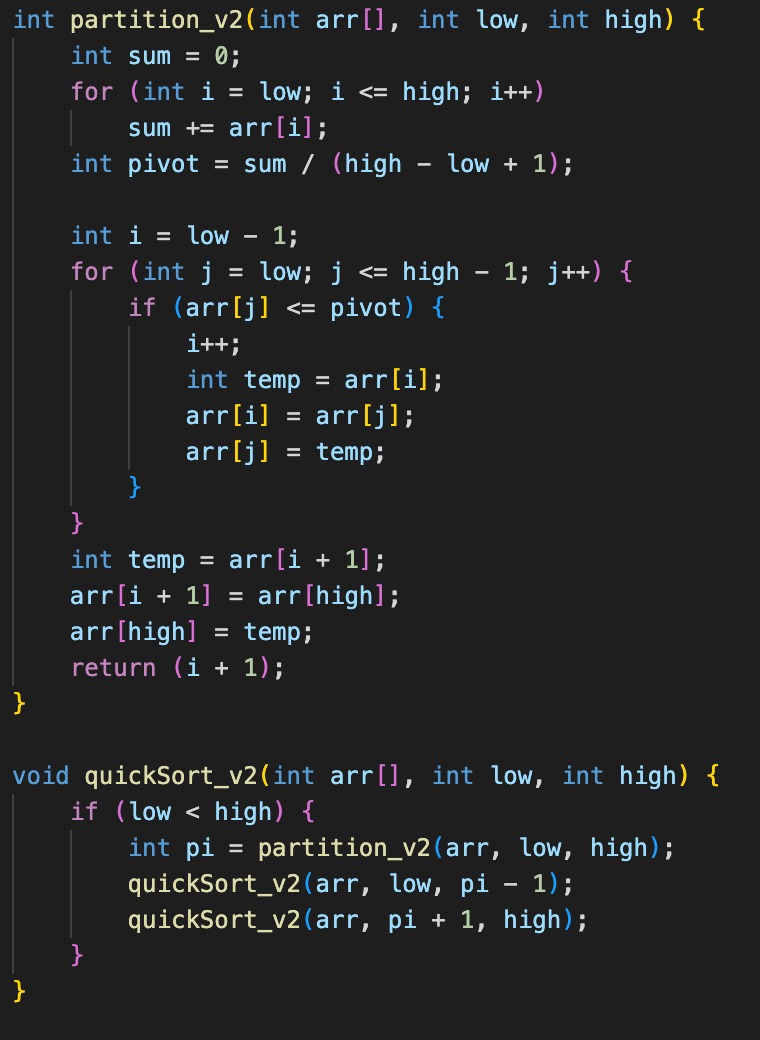 int partition_v2(int arr[], int low, int high) {
    int sum = 0;
    for (int i = low; i <= high; i++)
        sum += arr[i];
    int pivot = sum / (high - low + 1);

    int i = low - 1;
    for (int j = low; j <= high - 1; j++) {
        if (arr[j] <= pivot) {
            i++;
            int temp = arr[i];
            arr[i] = arr[j];
            arr[j] = temp;
        }
    }
    int temp = arr[i + 1];
    arr[i + 1] = arr[high];
    arr[high] = temp;
    return (i + 1);
}

void quickSort_v2(int arr[], int low, int high) {
    if (low < high) {
        int pi = partition_v2(arr, low, high);
        quickSort_v2(arr, low, pi - 1);
        quickSort_v2(arr, pi + 1, high);
    }
}